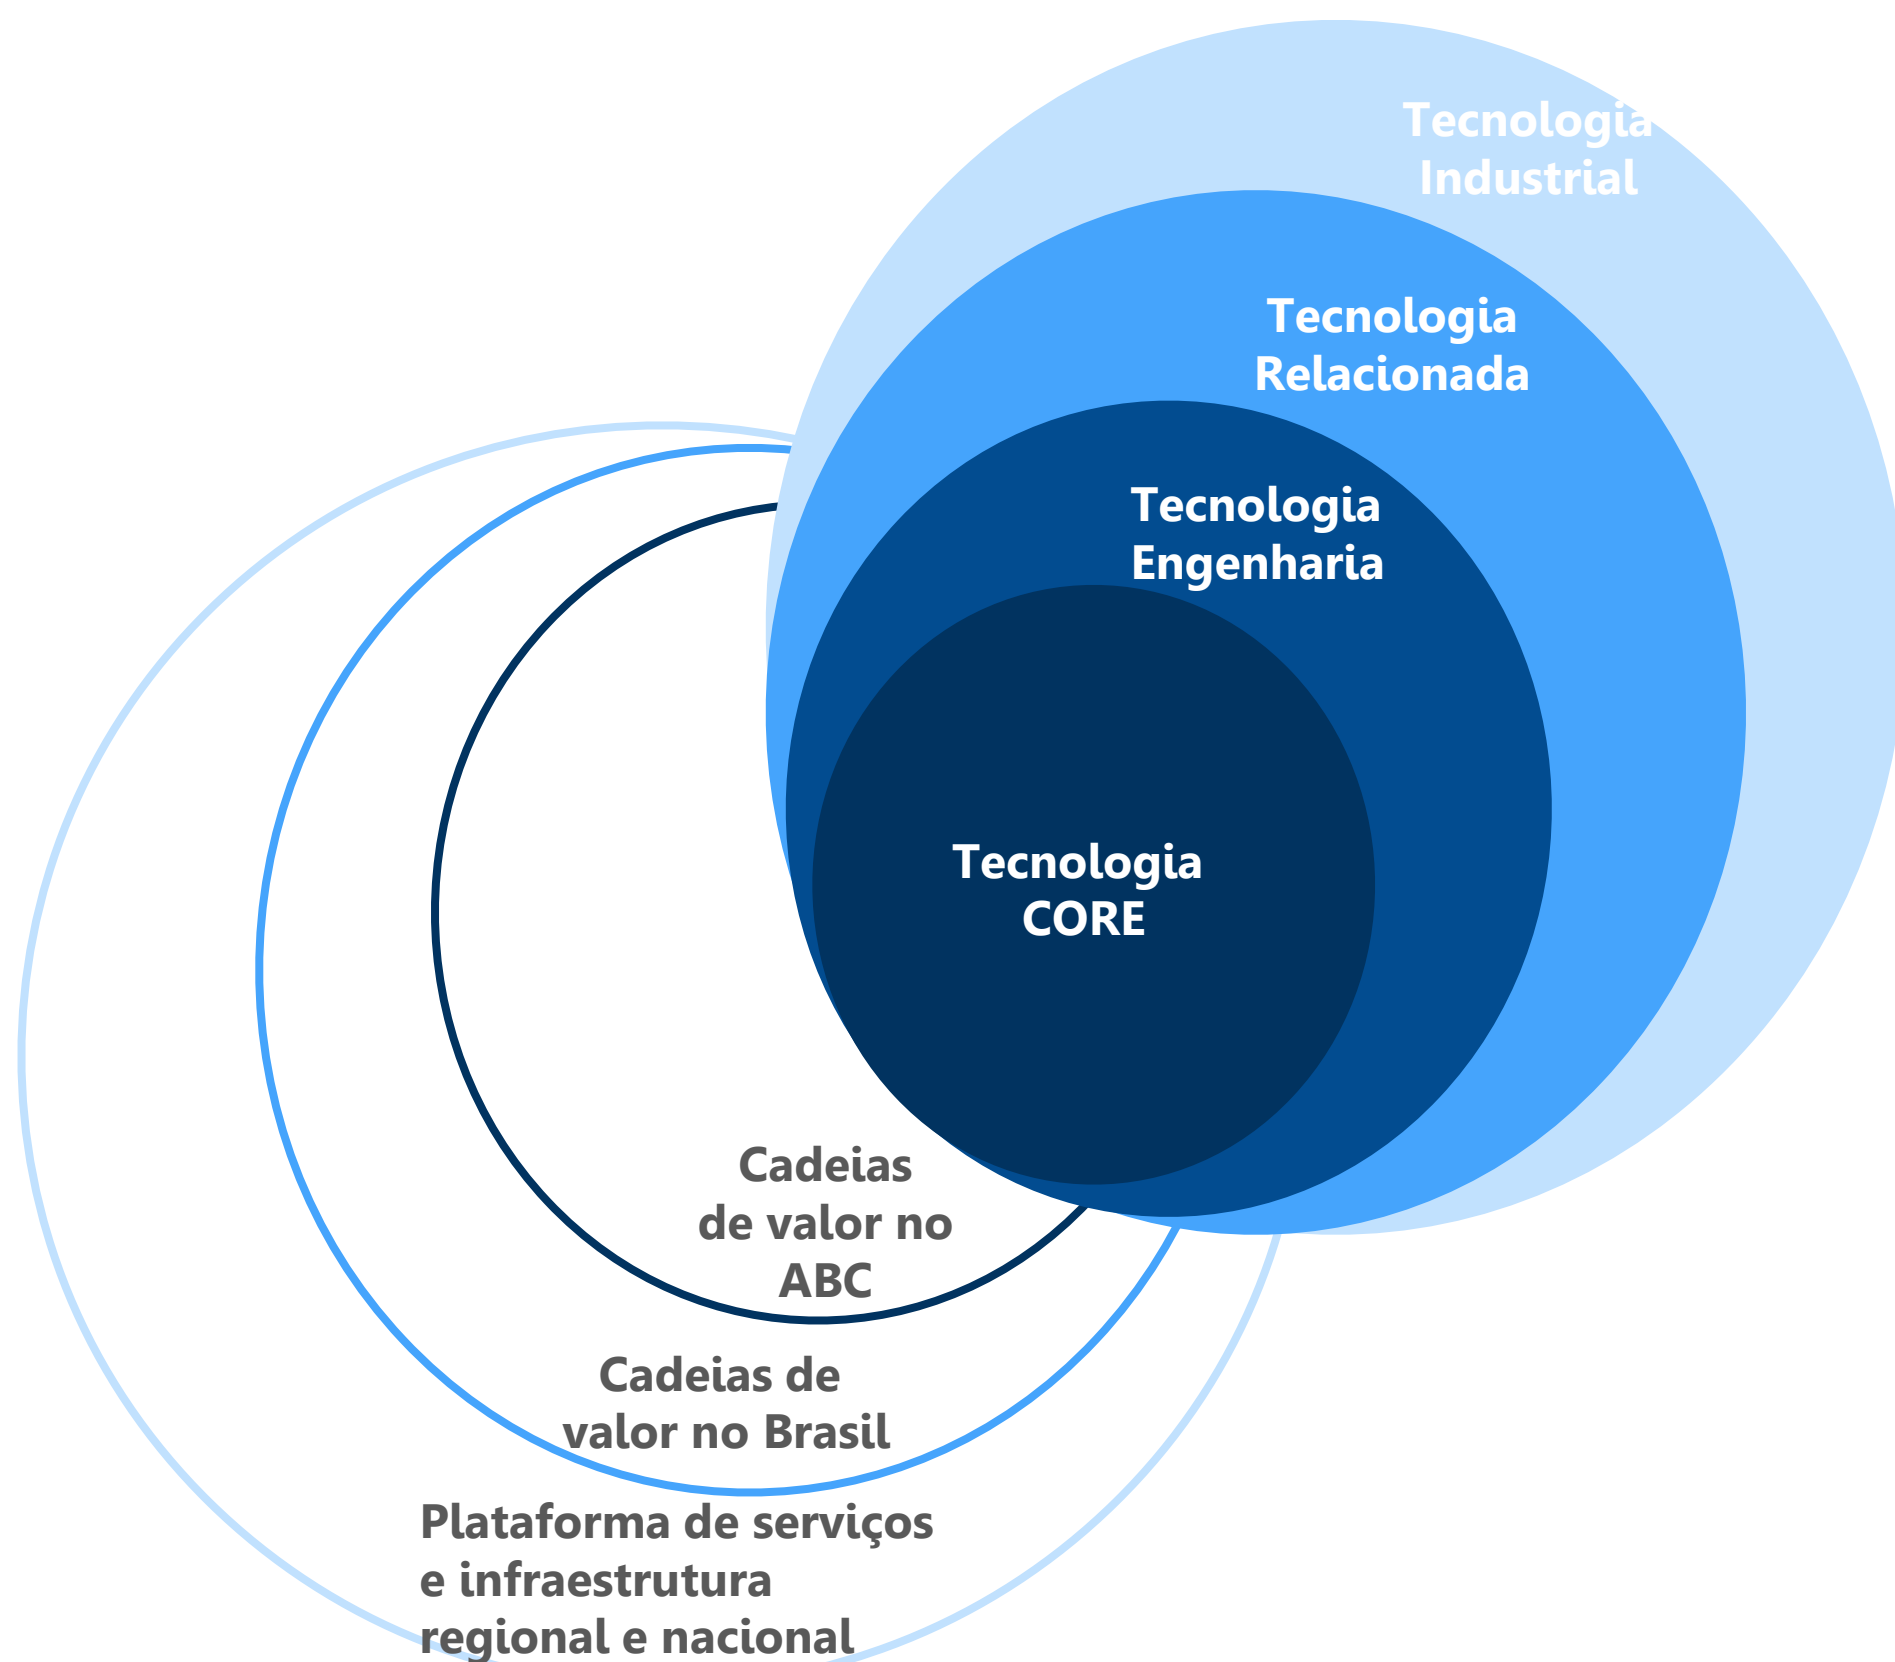 Tecnologia
Industrial
Tecnologia
Relacionada
Tecnologia
Engenharia
Tecnologia
CORE
Cadeias
de valor no
ABC
Cadeias de
valor no Brasil
Plataforma de serviços
e infraestrutura
regional e nacional